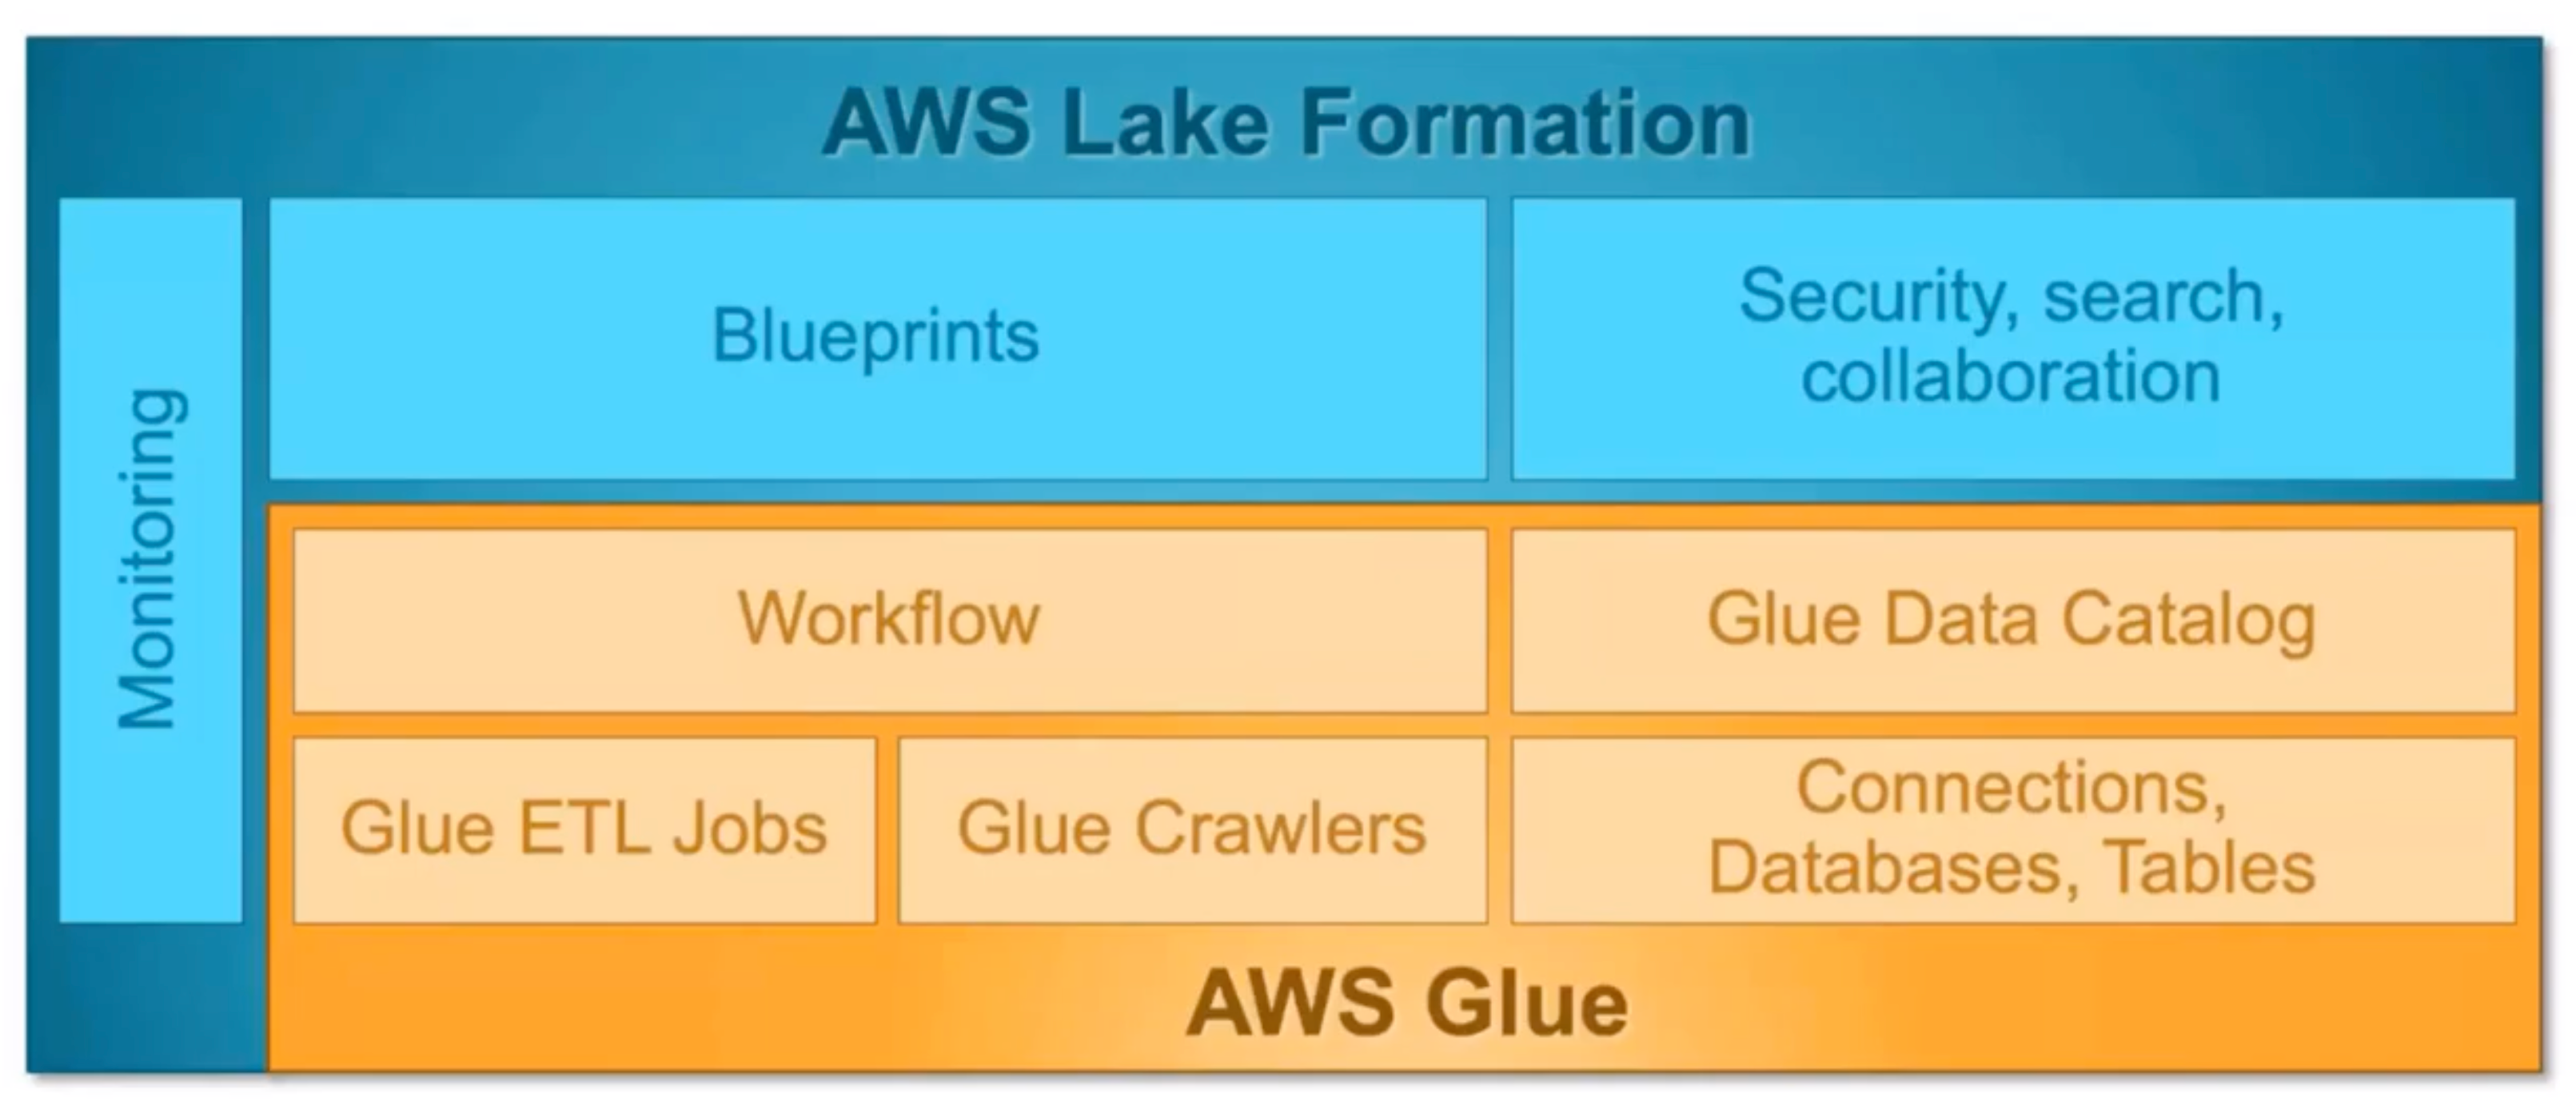 AWS Lake Formation
Monitoring
Blueprints
Security, search,
collaboration
Workflow
Glue Data Catalog
Glue ETL Jobs
Glue Crawlers
Connections,
Databases, Tables
AWS Glue